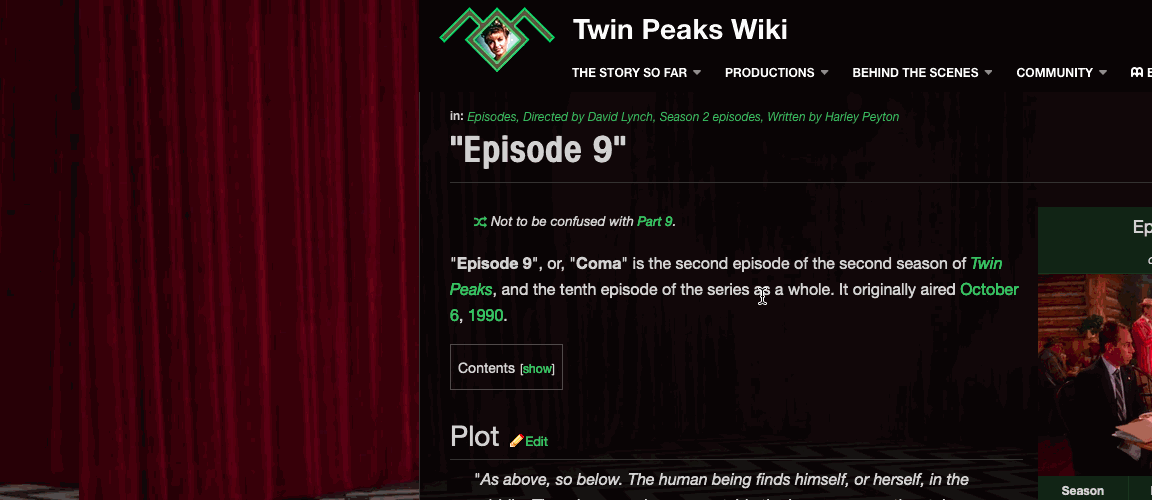 Twin Peaks Wiki
THE STORY SO FAR PRODUCTIONS BEHIND THE SCENES COMMUNITY
in: Episodes, Directed by David Lynch, Season 2 episodes, Written by Harley Peyton
"Episode 9"
Not to be confused with Part 9.
Ep
"Episode 9", or, "Coma" is the second episode of the second season of Twin
Peaks, and the tenth episode of the series as a whole. It originally aired October
6, 1990.
Contents [show]
Plot Edit
"As above, so below. The human being finds himself, or herself, in the
Season